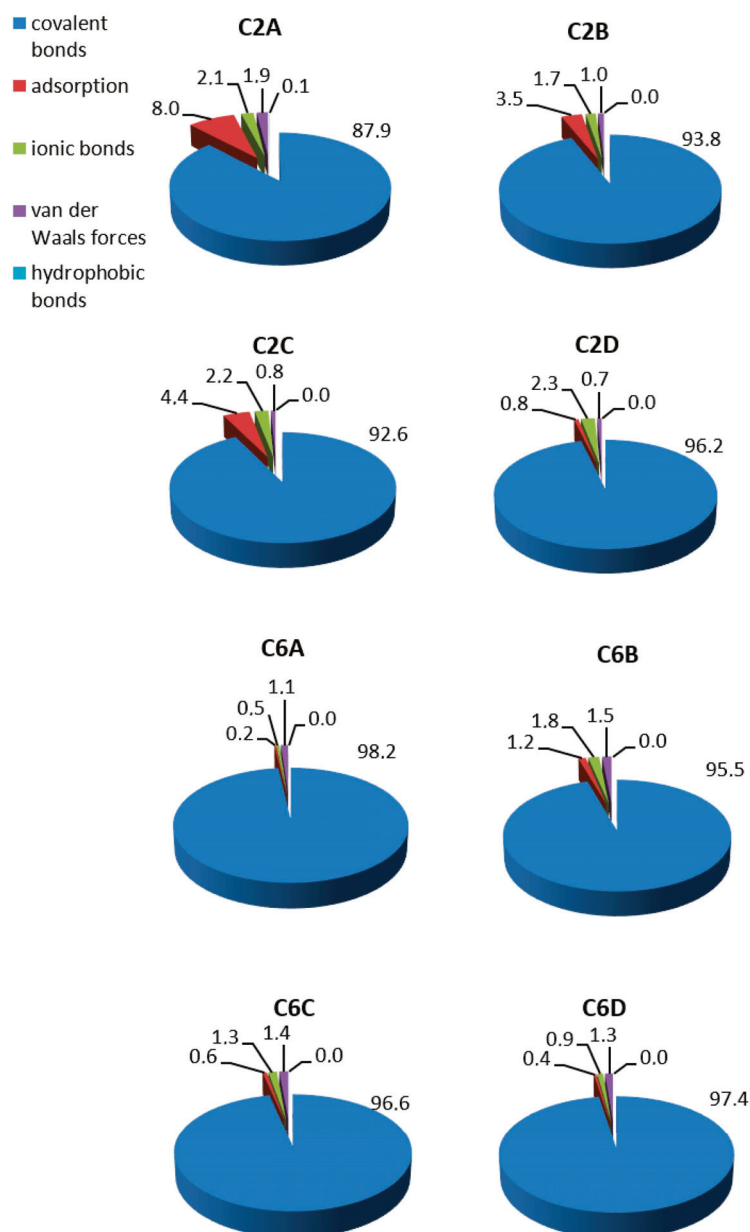 covalent
bonds
adsorption
ionic bonds
van der
Waals forces
hydrophobic
bonds
C2A
8.0
2.1
1.9
0.1
87.9
C2B
3.5
1.7
1.0
0.0
93.8
C2C
4.4
2.2
0.8
0.0
92.6
C2D
0.8
2.3
0.7
0.0
96.2
C6A
0.2
0.5
1.1
0.0
98.2
C6B
1.2
1.8
1.5
0.0
95.5
C6C
0.6
1.3
1.4
0.0
96.6
C6D
0.4
0.9
1.3
0.0
97.4